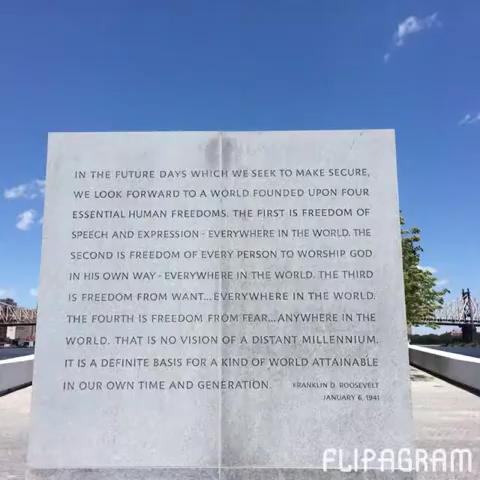 IN THE FUTURE DAYS WHICH WE SEEK TO MAKE SECURE,
WE LOOK FORWARD TO A WORLD FOUNDED UPON FOUR
ESSENTIAL HUMAN FREEDOMS. THE FIRST IS FREEDOM OF
SPEECH AND EXPRESSION - EVERYWHERE IN THE WORLD. THE
SECOND IS FREEDOM OF EVERY PERSON TO WORSHIP GOD
IN HIS OWN WAY - EVERYWHERE IN THE WORLD. THE THIRD
IS FREEDOM FROM WANT...EVERYWHERE IN THE WORLD.
THE FOURTH IS FREEDOM FROM FEAR...ANYWHERE IN THE
WORLD. THAT IS NO VISION OF A DISTANT MILLENNIUM.
IT IS A DEFINITE BASIS FOR A KIND OF WORLD ATTAINABLE
IN OUR OWN TIME AND GENERATION. FRANKLIN D. ROOSEVELT
JANUARY 6, 1941
FLIPAGRAM